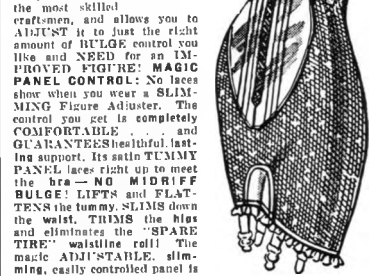 the most skilled
craftsmen, and allows you to
ADJUST it to just the right
amount of BULGE control you
like and NEED for an IM-
PROVED FIGURE! MAGIC
PANEL CONTROL: No laces
show when you wear a SLIM-
MING Figure Adjuster. The
control you get is completely
COMFORTABLE . . . and
GUARANTEES healthful, last-
ing support. Its satin TUMMY
PANEL laces right up to meet
the bra — NO MIDRIFF
BULGE! LIFTS and FLAT-
TENS the tummy, SLIMS down
the waist, TRIMS the hips
and eliminates the "SPARE
TIRE" waistline roll! The
magic ADJUSTABLE, slim-
ming, easily controlled panel is